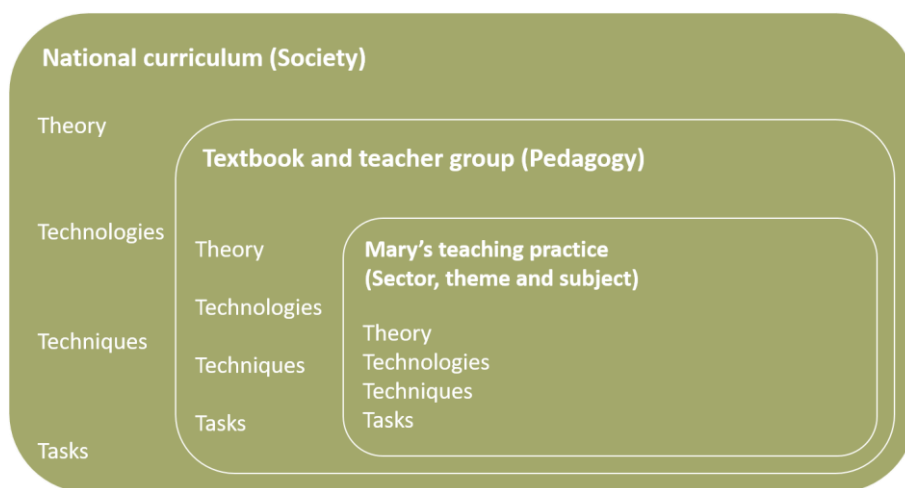 National curriculum (Society)
Theory
Technologies
Techniques
Tasks
Textbook and teacher group (Pedagogy)
Theory
Technologies
Techniques
Tasks
Mary’s teaching practice
(Sector, theme and subject)
Theory
Technologies
Techniques
Tasks